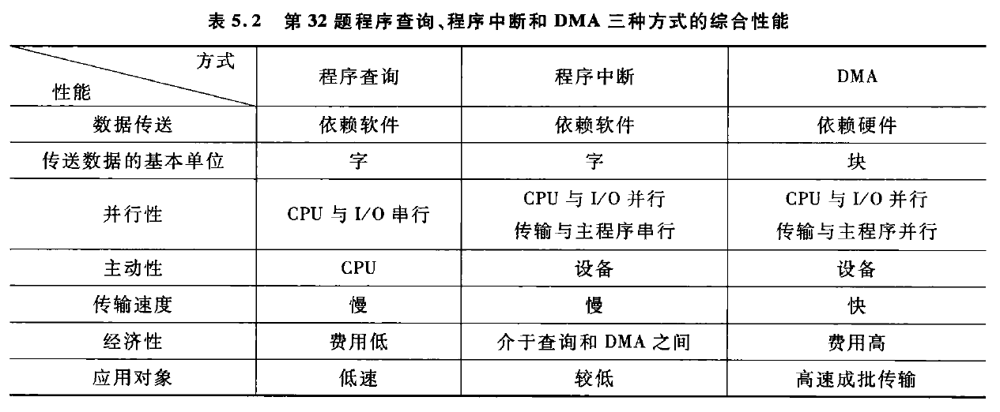 表 5.2 第 32 题程序查询、程序中断和 DMA 三种方式的综合性能
方式
性能
程序查询 程序中断 DMA
数据传送 依赖软件 依赖软件 依赖硬件
传送数据的基本单位 字 字 块
并行性 CPU 与 I/O 串行 CPU 与 I/O 并行 CPU 与 I/O 并行
传输与主程序串行 传输与主程序并行
主动性 CPU 设备 设备
传输速度 慢 慢 快
经济性 费用低 介于查询和 DMA 之间 费用高
应用对象 低速 较低 高速成批传输